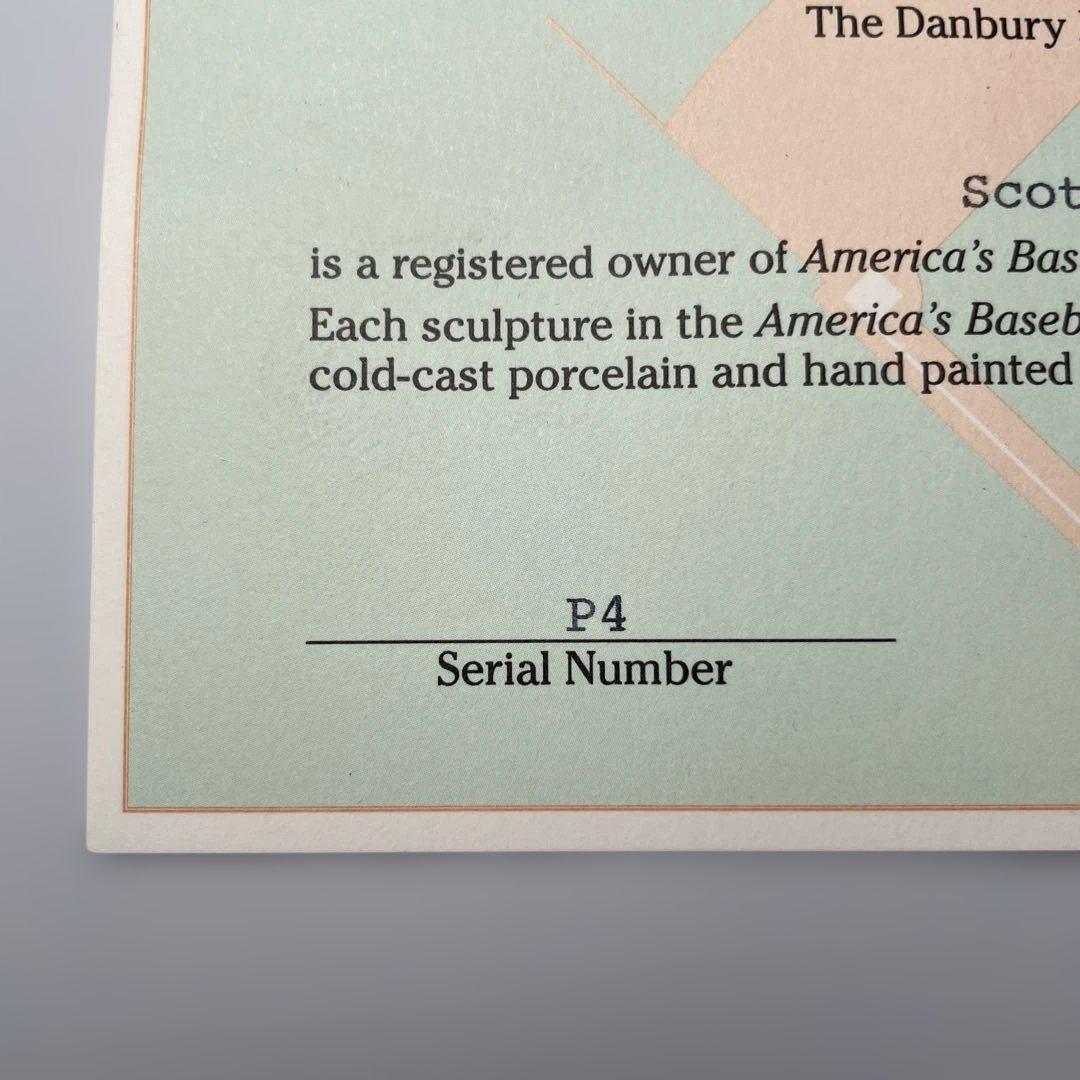 The Danbury
Scot
is a registered owner of America's Bas
Each sculpture in the America's Baseb
cold-cast porcelain and hand painted
P4
Serial Number